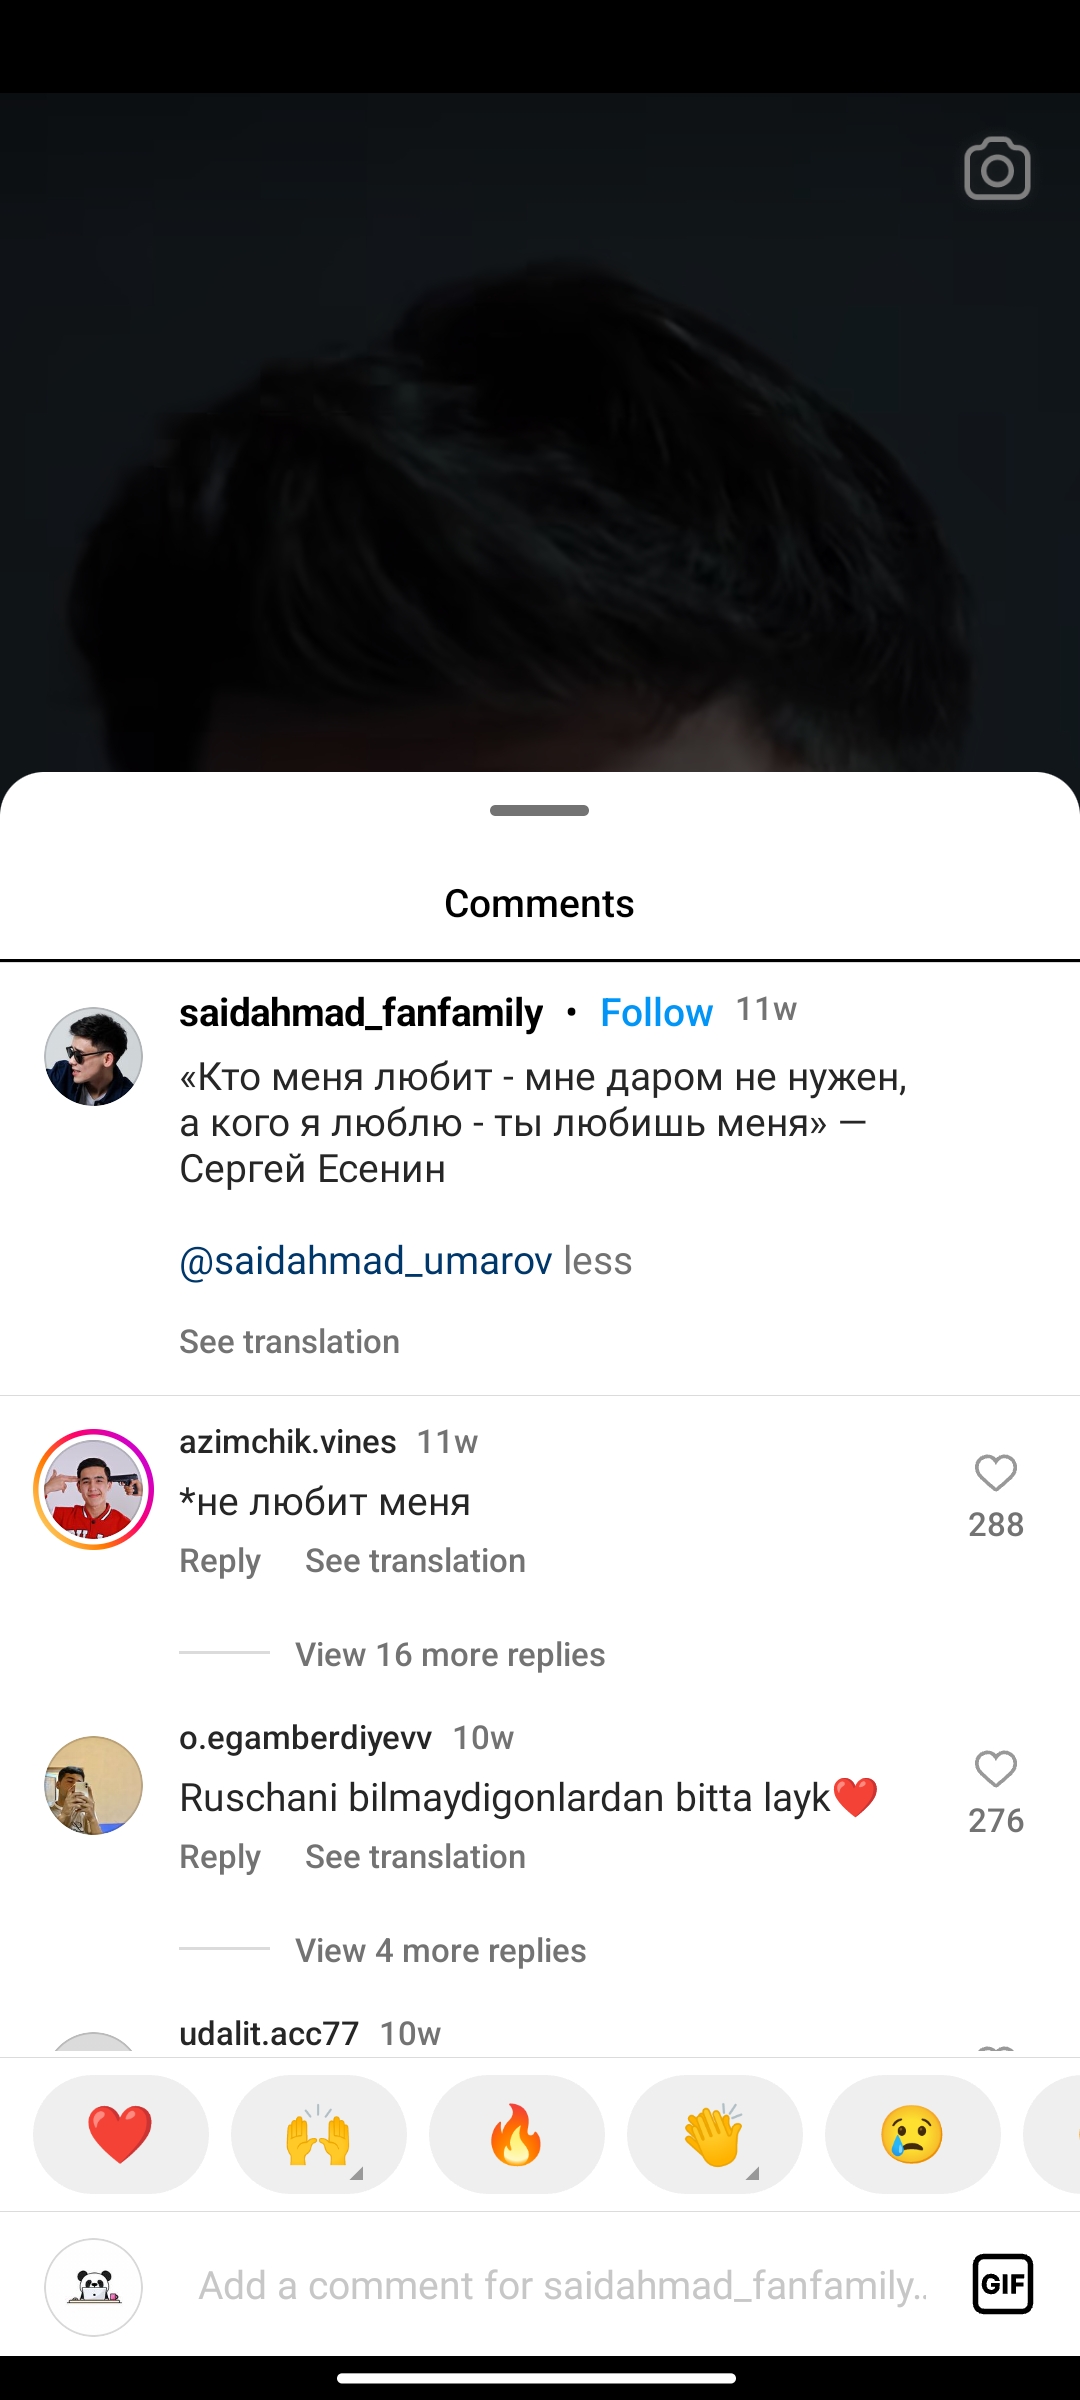 Comments
saidahmad_fanfamily • Follow 11w
«Кто меня любит - мне даром не нужен,
а кого я люблю - ты любишь меня» —
Сергей Есенин
@saidahmad_umarov less
See translation
azimchik.vines 11w
*не любит меня
288
Reply See translation
View 16 more replies
o.egamberdiyevv 10w
Ruschani bilmaydigonlardan bitta layk❤️
276
Reply See translation
View 4 more replies
udalit.acc77 10w
Add a comment for saidahmad_fanfamily..
GIF